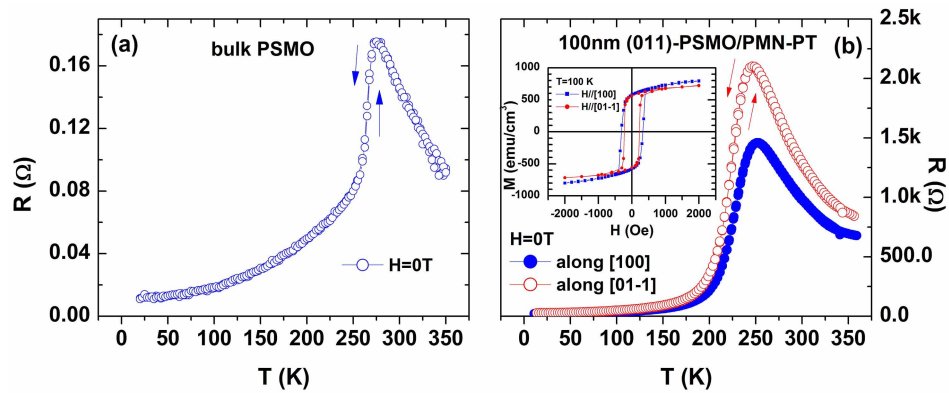 (a)
bulk PSMO
H=0T
R (Ω)
0.16
0.12
0.08
0.04
0.00
0 50 100 150 200 250 300 350
T (K)
100nm (011)-PSMO/PMN-PT
(b)
T=100 K
H//[100]
H//[01-1]
M (emu/cm³)
1000
500
0
-500
-1000
-2000 -1000 0 1000 2000
H (Oe)
H=0T
along [100]
along [01-1]
2.5k
2.0k
1.5k
1.0k
500.0
0.0
R (Ω)
0 50 100 150 200 250 300 350
T (K)